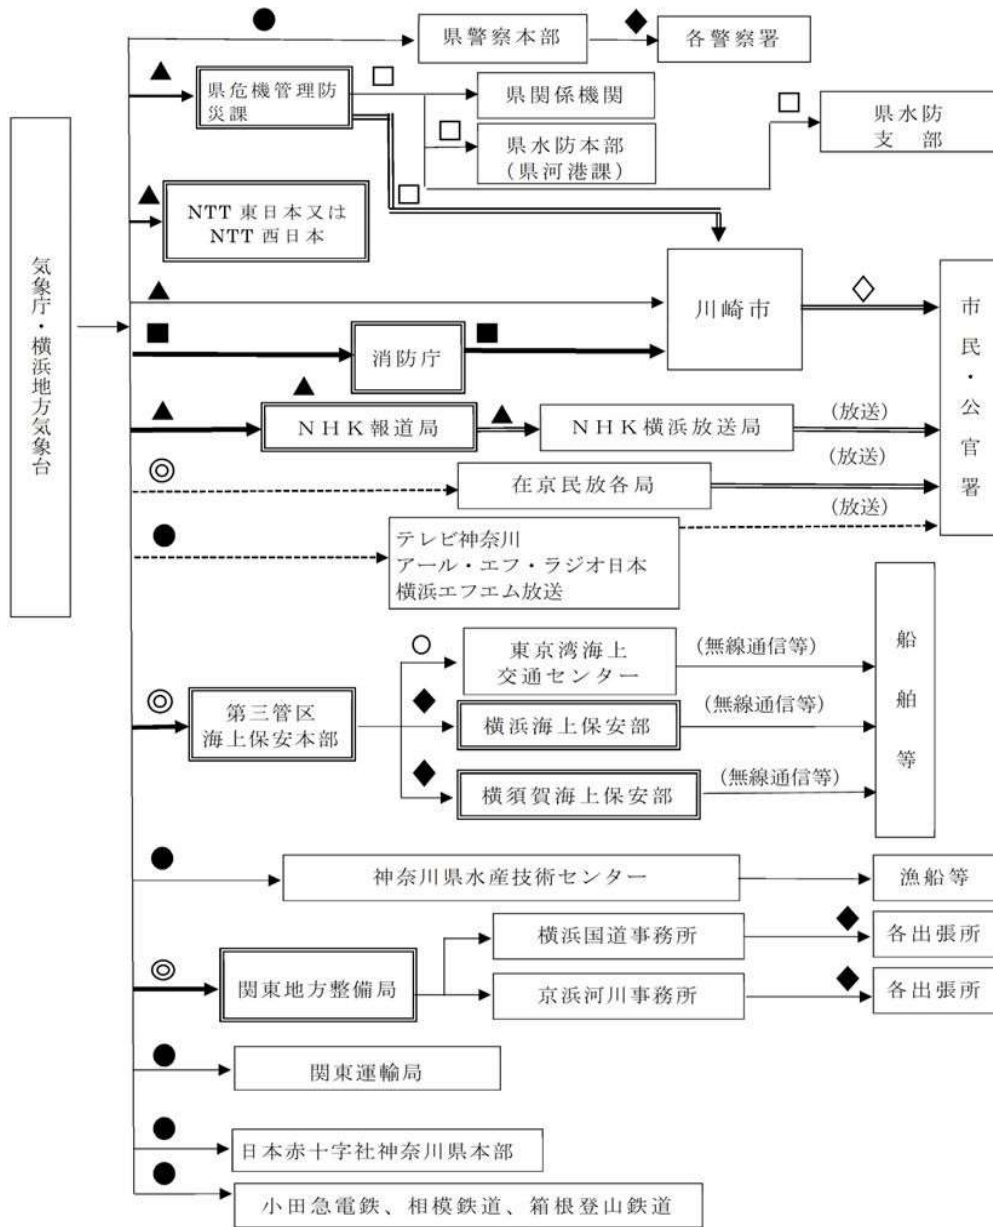 県警察本部
各警察署
県危機管理防
災課
県関係機関
県水防
支　部
県水防本部
（県河港課）
NTT 東日本又は
NTT 西日本
気象庁・横浜地方気象台
川崎市
市民・公官署
消防庁
NHK報道局
NHK横浜放送局
(放送)
(放送)
在京民放各局
(放送)
テレビ神奈川
アール・エフ・ラジオ日本
横浜エフエム放送
東京湾海上
交通センター
(無線通信等)
船舶等
第三管区
海上保安本部
横浜海上保安部
(無線通信等)
横須賀海上保安部
(無線通信等)
神奈川県水産技術センター
漁船等
横浜国道事務所
各出張所
関東地方整備局
京浜河川事務所
各出張所
関東運輸局
日本赤十字社神奈川県本部
小田急電鉄、相模鉄道、箱根登山鉄道